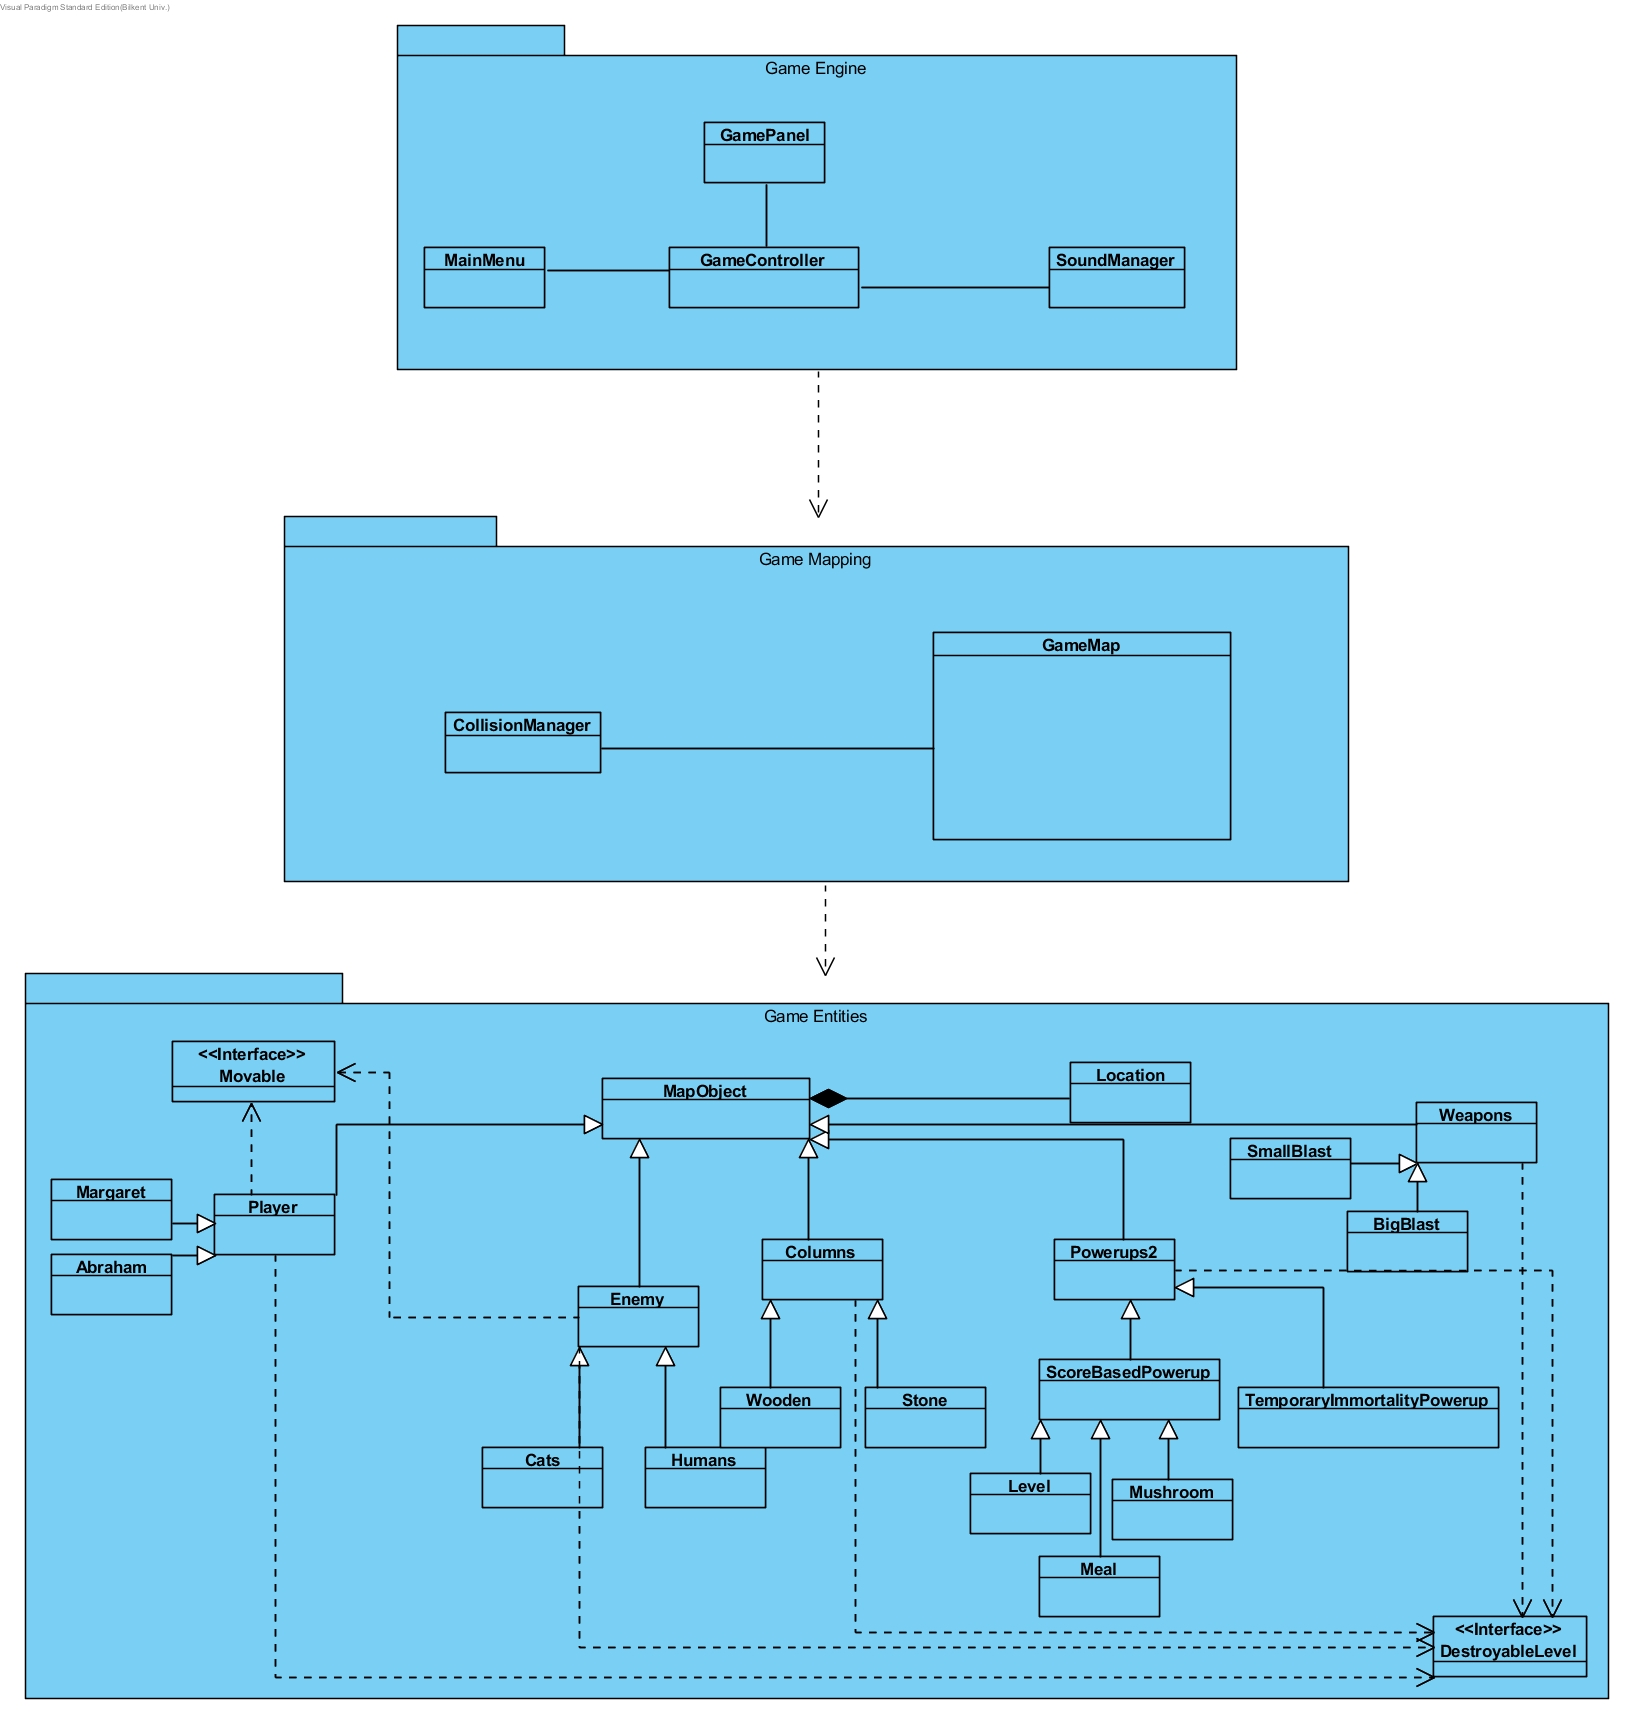 Visual Paradigm Standard Edition(Bilkent Univ.)
Game Engine
GamePanel
MainMenu
GameController
SoundManager
Game Mapping
GameMap
CollisionManager
Game Entities
<<Interface>>
Movable
MapObject
Location
Weapons
SmallBlast
Margaret
Player
BigBlast
Abraham
Columns
Powerups2
Enemy
ScoreBasedPowerup
Wooden
Stone
TemporaryImmortalityPowerup
Cats
Humans
Level
Mushroom
Meal
<<Interface>>
DestroyableLevel